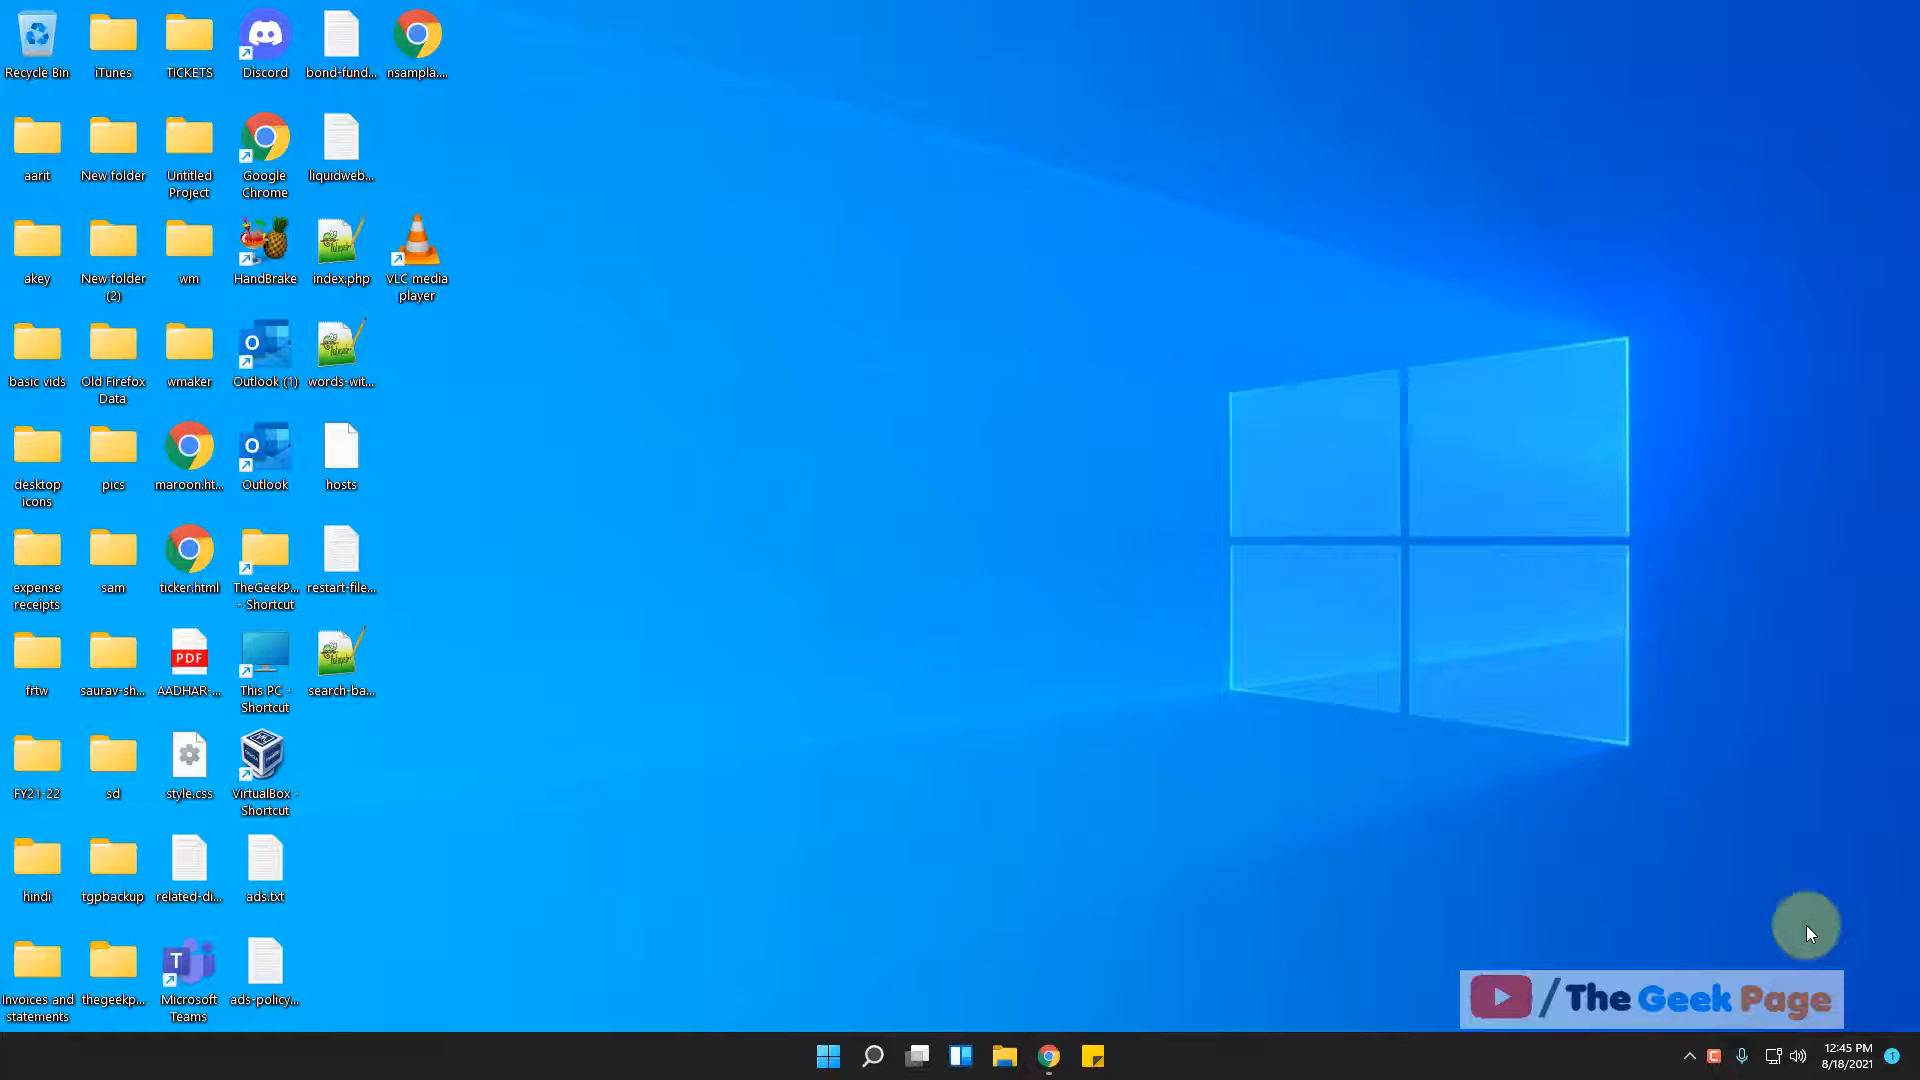 Recycle Bin
iTunes
TICKETS
Discord
bond-fund...
nsampla....
aarit
New folder
Untitled
Project
Google
Chrome
liquidweb...
akey
New folder
(2)
wm
HandBrake
index.php
VLC media
player
basic vids
Old Firefox
Data
wmaker
Outlook (1)
words-wit...
desktop
icons
pics
maroon.ht...
Outlook
hosts
expense
receipts
sam
ticker.html
TheGeekP...
- Shortcut
restart-file...
frtw
saurav-sh...
PDF
AADHAR-...
This PC -
Shortcut
search-ba...
FY21-22
sd
style.css
VirtualBox -
Shortcut
hindi
tgpbackup
related-di...
ads.txt
Invoices and
statements
thegeekp...
Microsoft
Teams
ads-policy...
/ The Geek Page
12:45 PM
8/18/2021
1